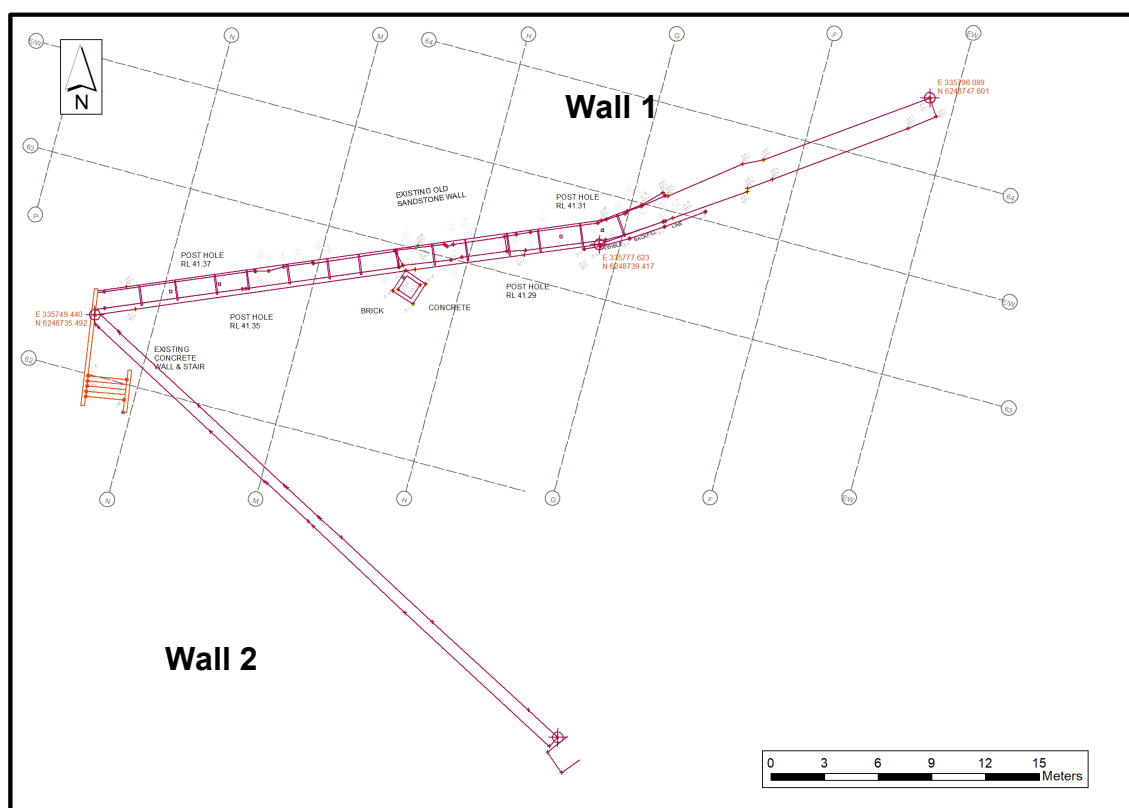 E/W
N
M
64
H
G
F
EW
Wall 1
E 335796.089
N 6248747.601
N
63
P
EXISTING OLD
SANDSTONE WALL
POST HOLE
RL 41.31
64
POST HOLE
RL 41.37
E 335777.623
N 6248739.417
E/W
POST HOLE
RL 41.29
BRICK
CONCRETE
E 335749.440
N 6248735.492
POST HOLE
RL 41.35
EXISTING
CONCRETE
WALL & STAIR
62
63
N
M
H
G
F
EW
Wall 2
0 3 6 9 12 15
Meters